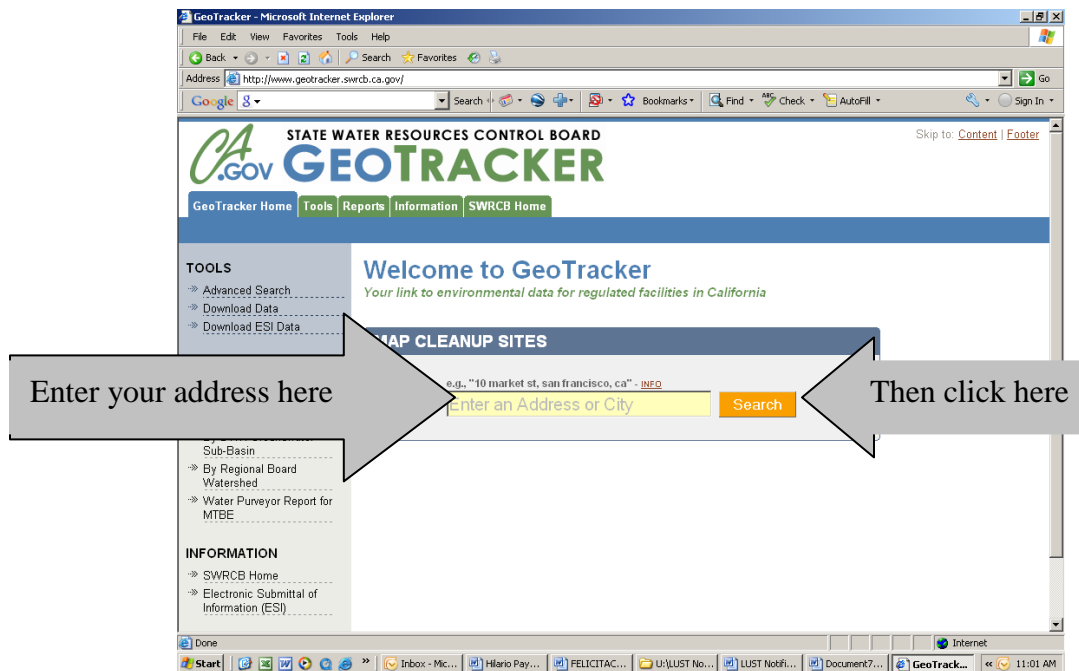 GeoTracker - Microsoft Internet Explorer
File Edit View Favorites Tools Help
Back Search Favorites
Address http://www.geotracker.swrcb.ca.gov/ Go
Google Search Bookmarks Find Check AutoFill Sign In
CA.GOV
STATE WATER RESOURCES CONTROL BOARD
GEOTRACKER
Skip to: Content | Footer
GeoTracker Home Tools Reports Information SWRCB Home
TOOLS
Advanced Search
Download Data
Download ESI Data
Welcome to GeoTracker
Your link to environmental data for regulated facilities in California
MAP CLEANUP SITES
e.g., "10 market st, san francisco, ca" - INFO
Enter an Address or City Search
Enter your address here
Then click here
Sub-Basin
By Regional Board
Watershed
Water Purveyor Report for
MTBE
INFORMATION
SWRCB Home
Electronic Submittal of
Information (ESI)
Done Internet
Start Inbox - Mic... Hilario Pay... FELICITAC... U:\LUST No... LUST Notifi... Document7... GeoTrack... 11:01 AM